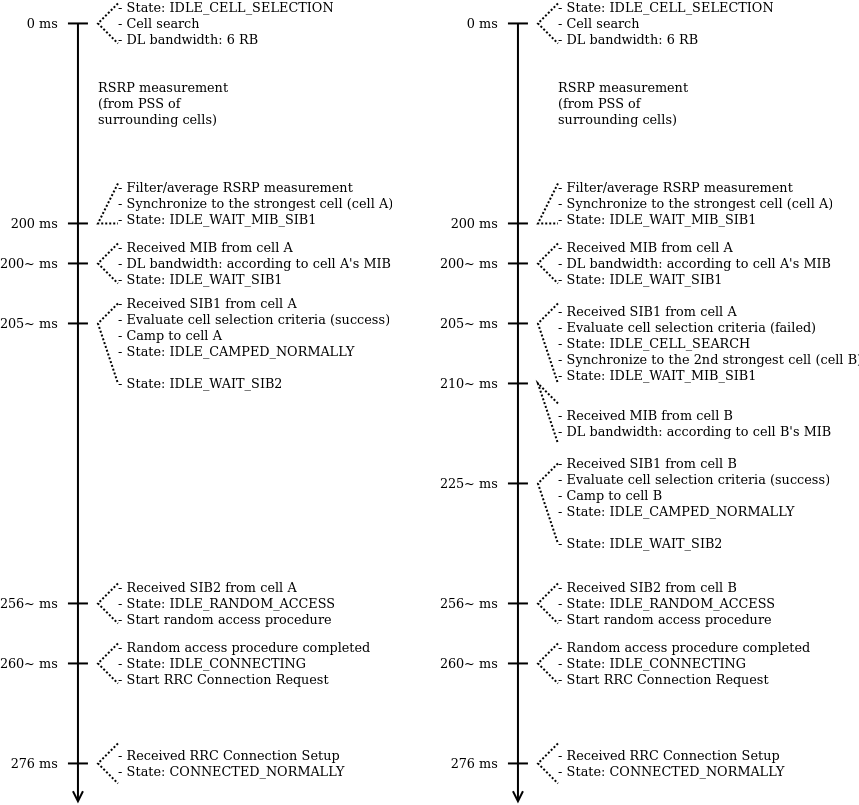 - State: IDLE_CELL_SELECTION
0 ms
- Cell search
- DL bandwidth: 6 RB
RSRP measurement
(from PSS of
surrounding cells)
- Filter/average RSRP measurement
- Synchronize to the strongest cell (cell A)
200 ms
- State: IDLE_WAIT_MIB_SIB1
- Received MIB from cell A
200~ ms
- DL bandwidth: according to cell A's MIB
- State: IDLE_WAIT_SIB1
- Received SIB1 from cell A
205~ ms
- Evaluate cell selection criteria (success)
- Camp to cell A
- State: IDLE_CAMPED_NORMALLY
- State: IDLE_WAIT_SIB2
- Received SIB2 from cell A
256~ ms
- State: IDLE_RANDOM_ACCESS
- Start random access procedure
- Random access procedure completed
260~ ms
- State: IDLE_CONNECTING
- Start RRC Connection Request
- Received RRC Connection Setup
276 ms
- State: CONNECTED_NORMALLY
- State: IDLE_CELL_SELECTION
0 ms
- Cell search
- DL bandwidth: 6 RB
RSRP measurement
(from PSS of
surrounding cells)
- Filter/average RSRP measurement
- Synchronize to the strongest cell (cell A)
200 ms
- State: IDLE_WAIT_MIB_SIB1
- Received MIB from cell A
200~ ms
- DL bandwidth: according to cell A's MIB
- State: IDLE_WAIT_SIB1
- Received SIB1 from cell A
205~ ms
- Evaluate cell selection criteria (failed)
- State: IDLE_CELL_SEARCH
- Synchronize to the 2nd strongest cell (cell B)
- State: IDLE_WAIT_MIB_SIB1
210~ ms
- Received MIB from cell B
- DL bandwidth: according to cell B's MIB
- Received SIB1 from cell B
225~ ms
- Evaluate cell selection criteria (success)
- Camp to cell B
- State: IDLE_CAMPED_NORMALLY
- State: IDLE_WAIT_SIB2
- Received SIB2 from cell B
256~ ms
- State: IDLE_RANDOM_ACCESS
- Start random access procedure
- Random access procedure completed
260~ ms
- State: IDLE_CONNECTING
- Start RRC Connection Request
- Received RRC Connection Setup
276 ms
- State: CONNECTED_NORMALLY